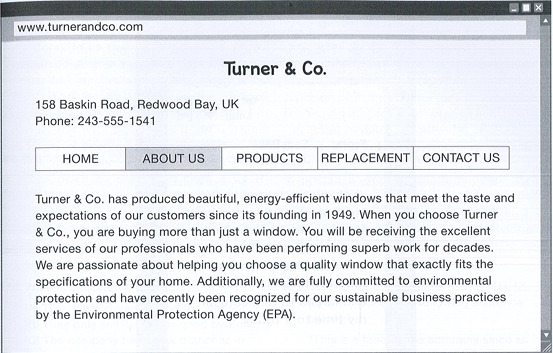 www.turnerandco.com
Turner & Co.
158 Baskin Road, Redwood Bay, UK
Phone: 243-555-1541
HOME ABOUT US PRODUCTS REPLACEMENT CONTACT US
Turner & Co. has produced beautiful, energy-efficient windows that meet the taste and
expectations of our customers since its founding in 1949. When you choose Turner
& Co., you are buying more than just a window. You will be receiving the excellent
services of our professionals who have been performing superb work for decades.
We are passionate about helping you choose a quality window that exactly fits the
specifications of your home. Additionally, we are fully committed to environmental
protection and have recently been recognized for our sustainable business practices
by the Environmental Protection Agency (EPA).